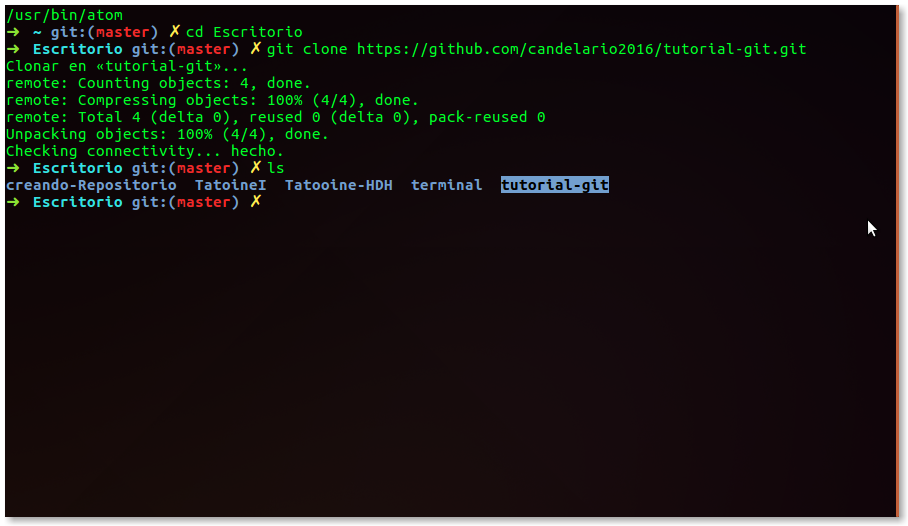 /usr/bin/atom
➜ ~ git:(master) ✗ cd Escritorio
➜ Escritorio git:(master) ✗ git clone https://github.com/candelario2016/tutorial-git.git
Clonar en «tutorial-git»...
remote: Counting objects: 4, done.
remote: Compressing objects: 100% (4/4), done.
remote: Total 4 (delta 0), reused 0 (delta 0), pack-reused 0
Unpacking objects: 100% (4/4), done.
Checking connectivity... hecho.
➜ Escritorio git:(master) ✗ ls
creando-Repositorio TatoineI Tatooine-HDH terminal tutorial-git
➜ Escritorio git:(master) ✗